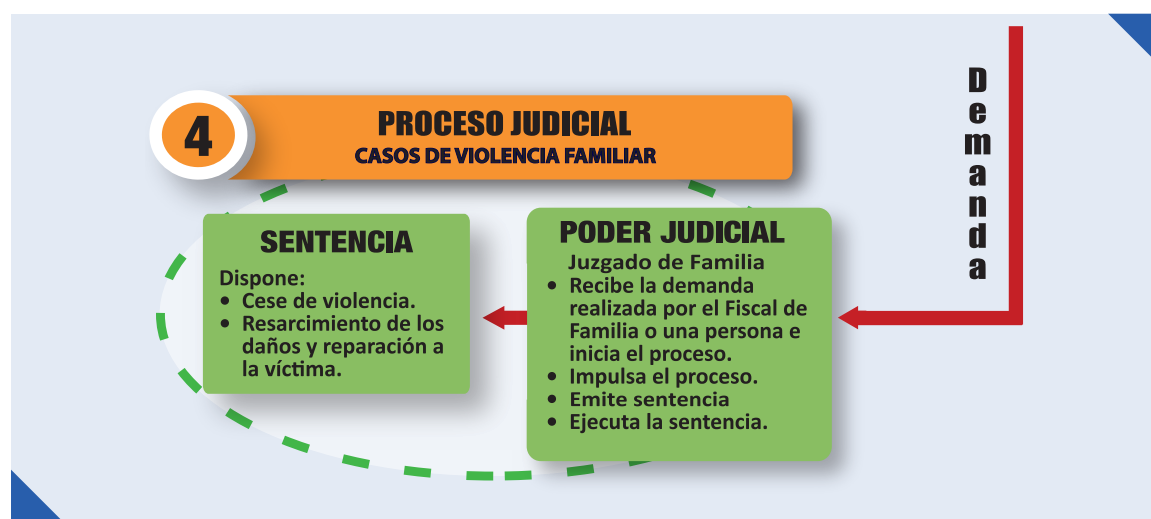 4
PROCESO JUDICIAL
CASOS DE VIOLENCIA FAMILIAR
Demanda
SENTENCIA
Dispone:
• Cese de violencia.
• Resarcimiento de los
daños y reparación a
la víctima.
PODER JUDICIAL
Juzgado de Familia
• Recibe la demanda
realizada por el Fiscal de
Familia o una persona e
inicia el proceso.
• Impulsa el proceso.
• Emite sentencia
• Ejecuta la sentencia.